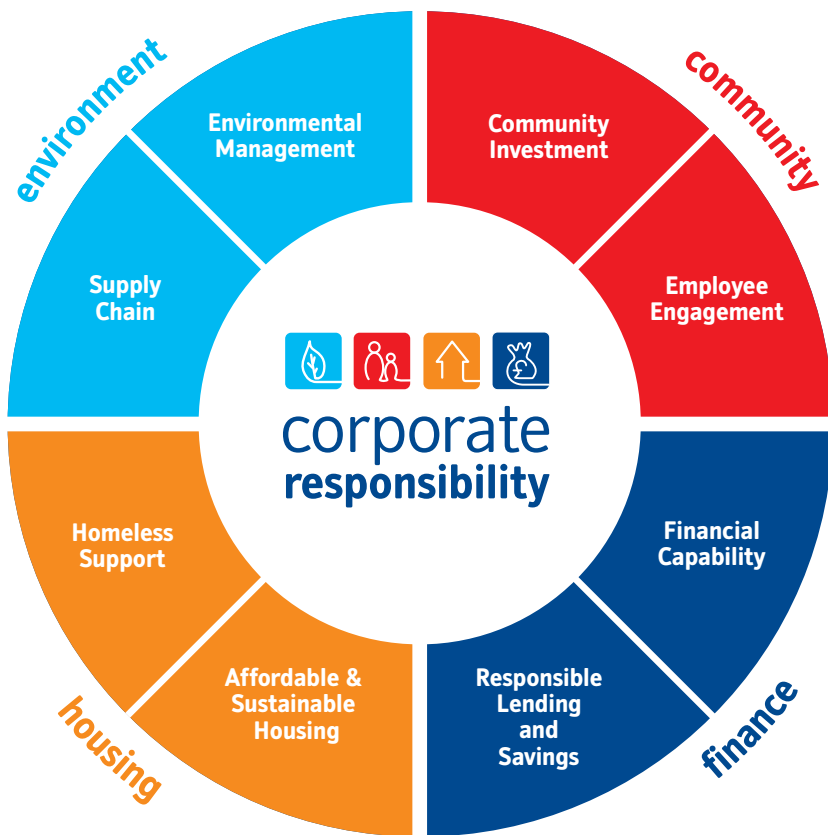 environment
community
Environmental
Management
Community
Investment
Supply
Chain
Employee
Engagement
£
corporate
responsibility
Homeless
Support
Financial
Capability
Affordable &
Sustainable
Housing
Responsible
Lending
and
Savings
housing
finance